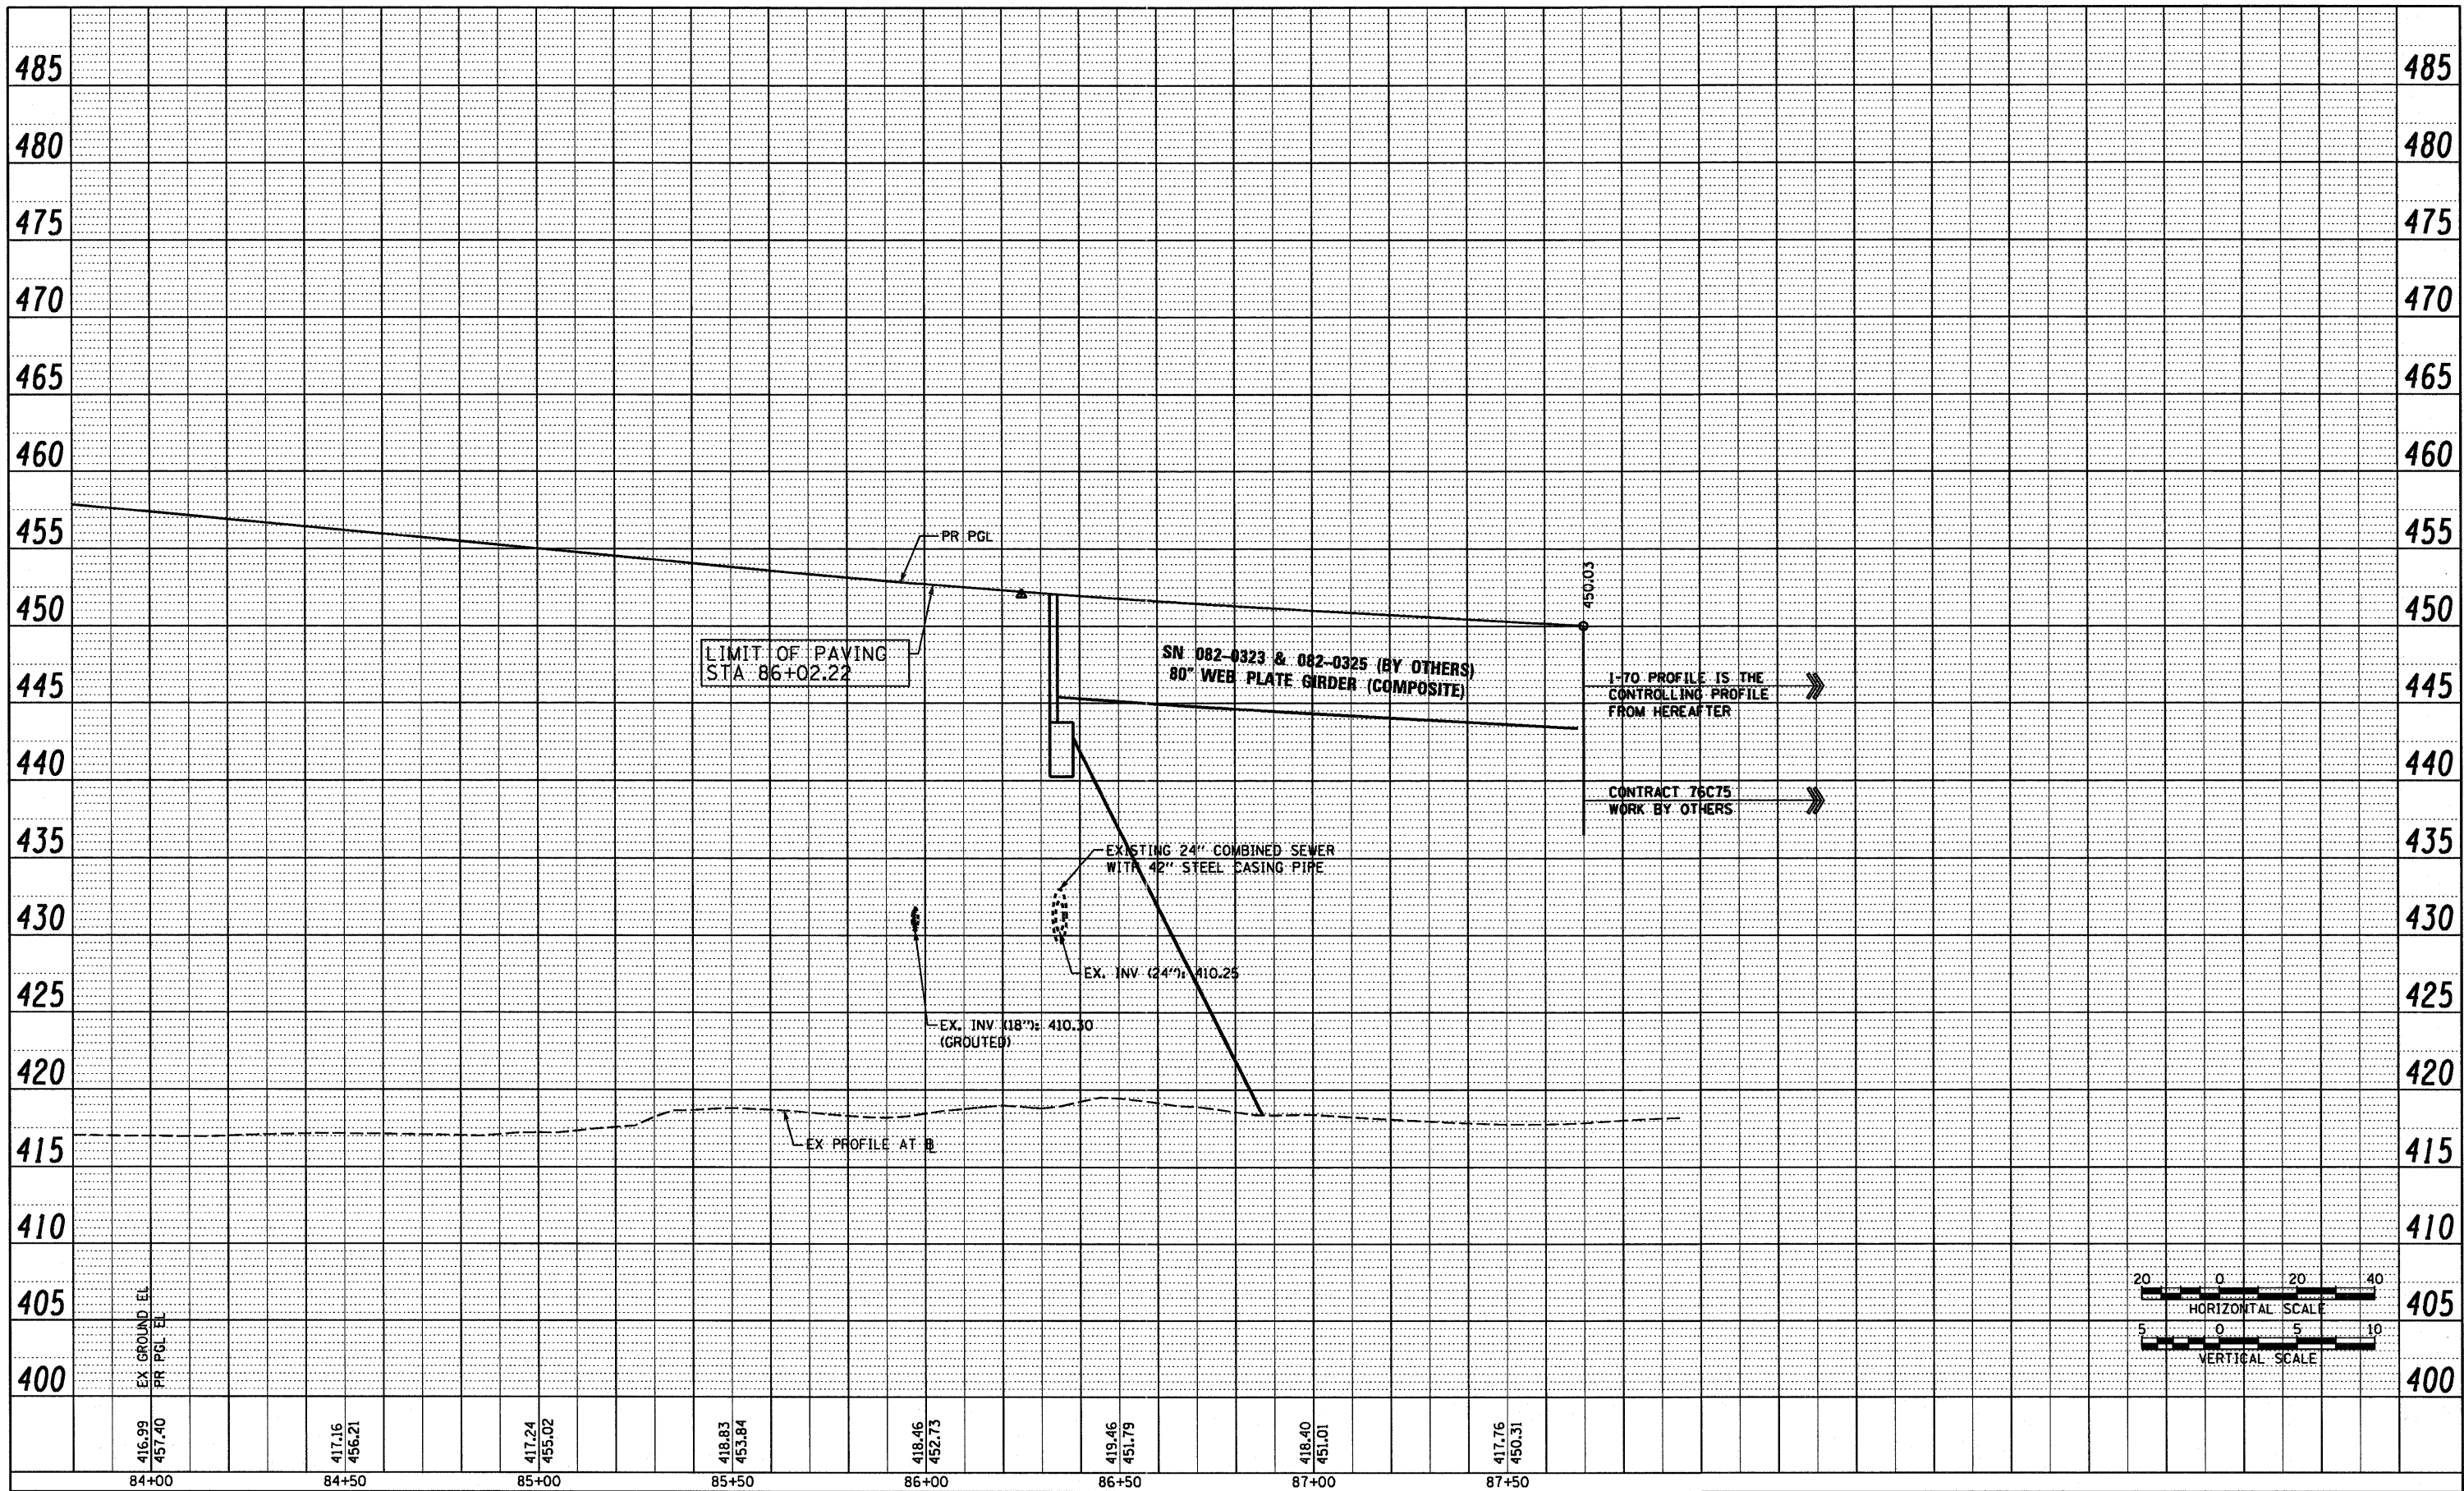 485 485
480 480
475 475
470 470
465 465
460 460
455 455
PR PGL
450.03
450 450
LIMIT OF PAVING
STA 86+02.22
SN 082-0323 & 082-0325 (BY OTHERS)
80" WEB PLATE GIRDER (COMPOSITE)
I-70 PROFILE IS THE
CONTROLLING PROFILE
FROM HEREAFTER
445 445
440 440
CONTRACT 76C75
WORK BY OTHERS
435 435
EXISTING 24" COMBINED SEWER
WITH 42" STEEL CASING PIPE
430 430
EX. INV (24"): 410.25
425 425
EX. INV (18"): 410.30
(GROUTED)
420 420
EX PROFILE AT ℄
415 415
410 410
20 0 20 40
HORIZONTAL SCALE
405 405
5 0 5 10
VERTICAL SCALE
400 400
EX GROUND EL
PR PGL EL
416.99
457.40
417.16
456.21
417.24
455.02
418.83
453.84
418.46
452.73
419.46
451.79
418.40
451.01
417.76
450.31
84+00 84+50 85+00 85+50 86+00 86+50 87+00 87+50